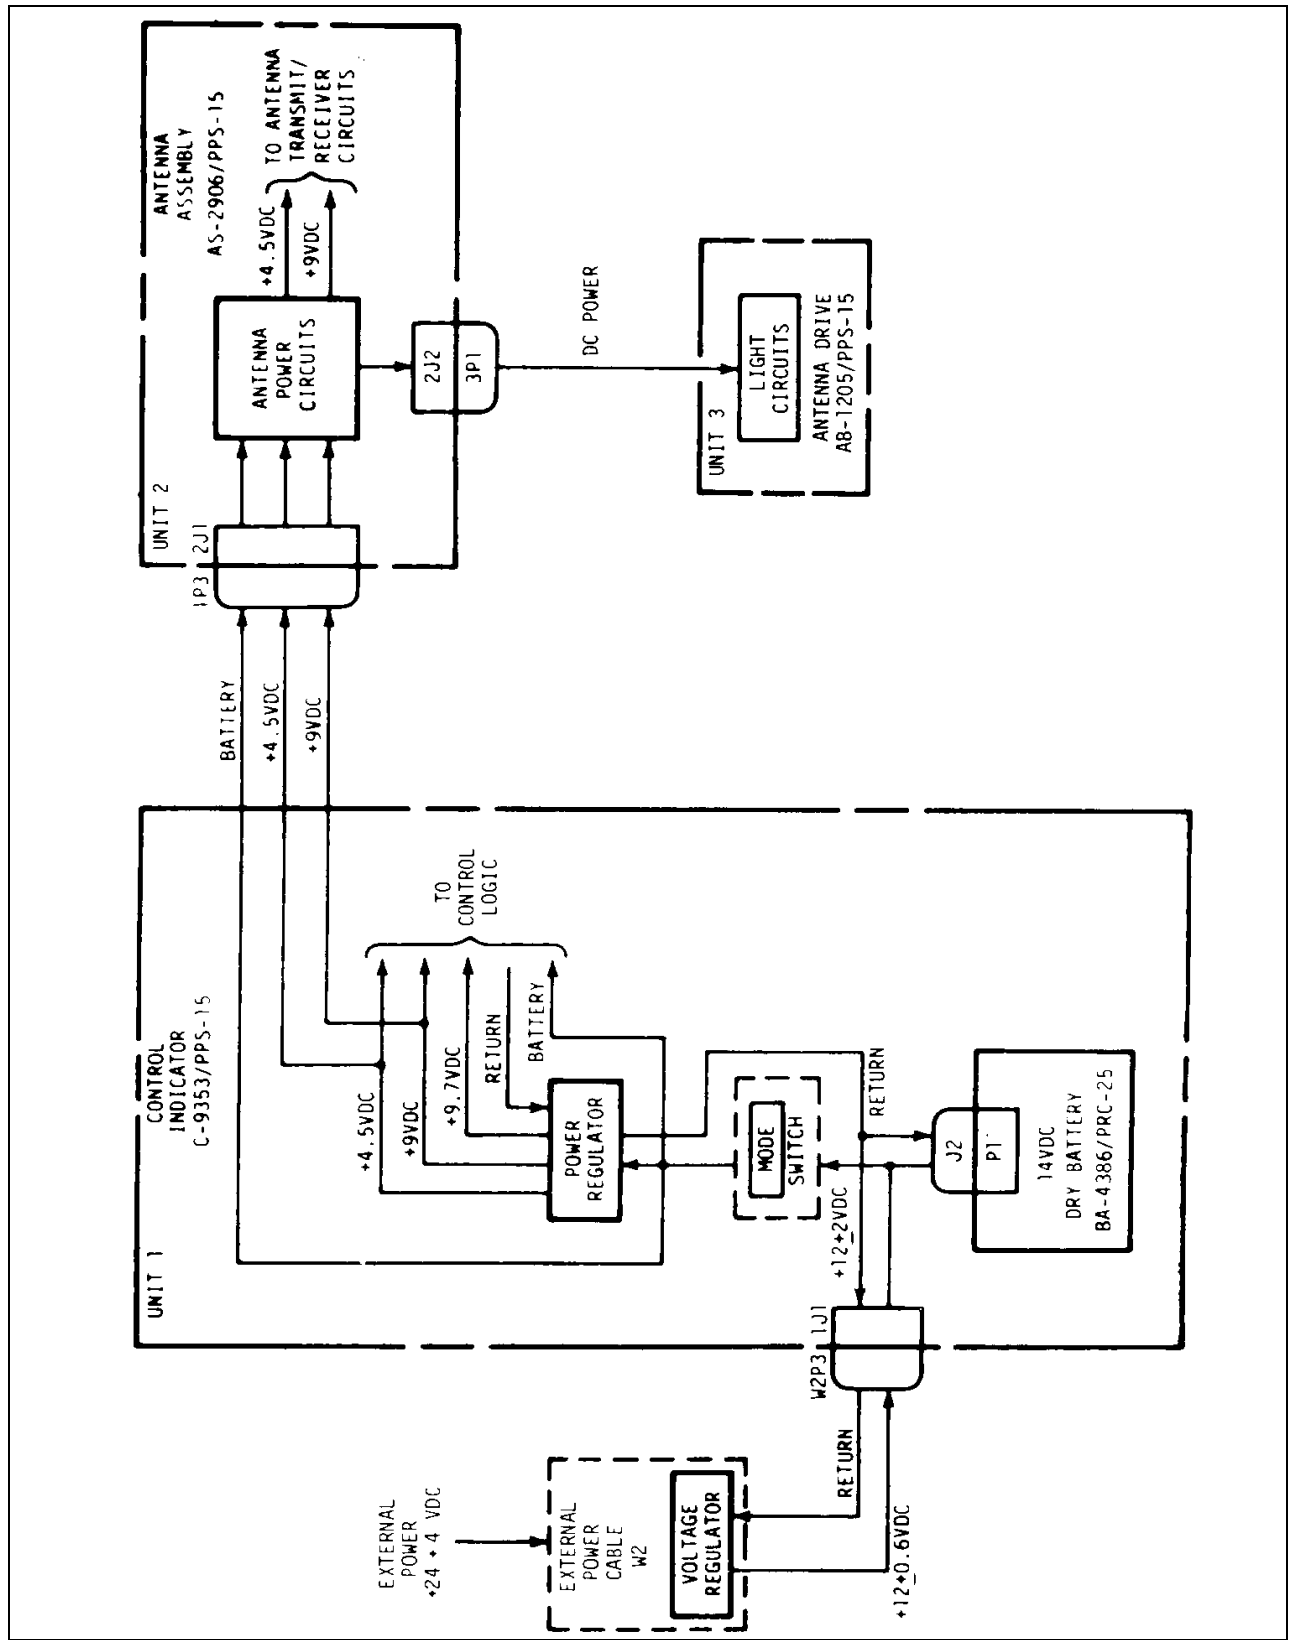 EXTERNAL
POWER
+24 + 4 VDC
EXTERNAL
POWER
CABLE
W2
VOLTAGE
REGULATOR
RETURN
+12±0.6VDC
W2P3
1J1
UNIT 1
CONTROL
INDICATOR
C-9353/PPS-15
+12±2VDC
RETURN
J2
P1
14VDC
DRY BATTERY
BA-4386/PRC-25
MODE
SWITCH
POWER
REGULATOR
+4.5VDC
+9VDC
+9.7VDC
RETURN
BATTERY
TO
CONTROL
LOGIC
BATTERY
+4.5VDC
+9VDC
1P3
2J1
UNIT 2
ANTENNA
ASSEMBLY
AS-2906/PPS-15
ANTENNA
POWER
CIRCUITS
+4.5VDC
+9VDC
TO ANTENNA
TRANSMIT/
RECEIVER
CIRCUITS
2J2
3P1
DC POWER
UNIT 3
LIGHT
CIRCUITS
ANTENNA DRIVE
AB-1205/PPS-15